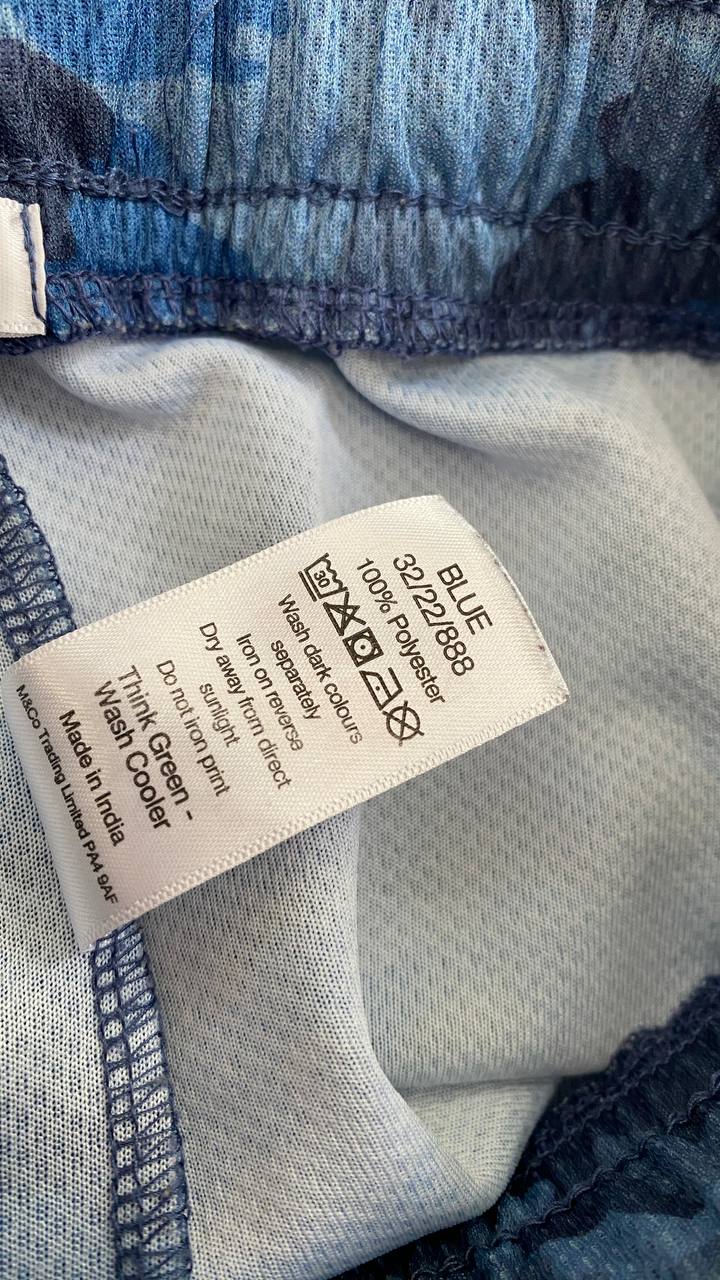 BLUE
32/22/888
100% Polyester
30
Wash dark colours
separately
Iron on reverse
Dry away from direct
sunlight
Do not iron print
Think Green -
Wash Cooler
Made in India
M&Co Trading Limited PA4 9AF